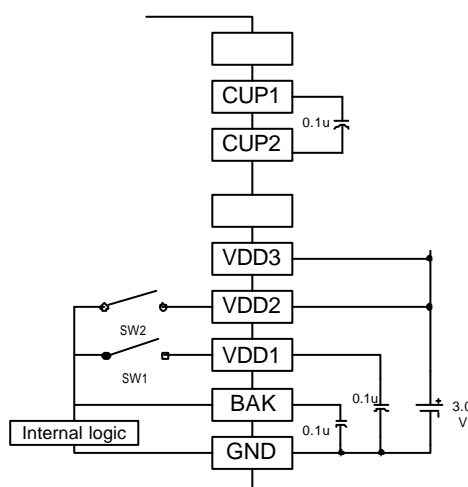 CUP1
0.1u
CUP2
VDD3
VDD2
SW2
VDD1
SW1
BAK
0.1u
3.0
V
Internal logic
0.1u
GND